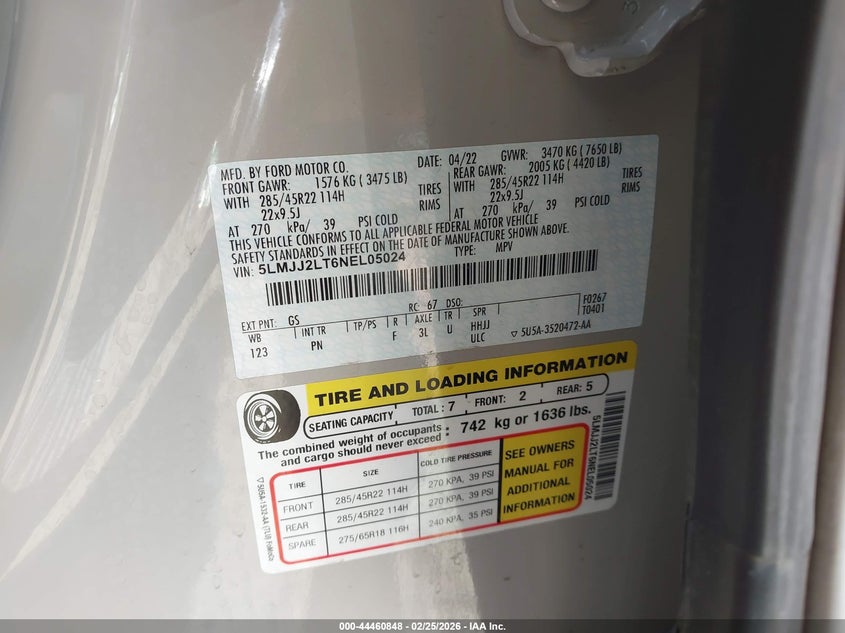 MFD. BY FORD MOTOR CO.
DATE: 04/22 GVWR: 3470 KG ( 7650 LB)
FRONT GAWR: 1576 KG ( 3475 LB) REAR GAWR: 2005 KG ( 4420 LB)
WITH 285/45R22 114H TIRES WITH 285/45R22 114H TIRES
22x9.5J RIMS 22x9.5J RIMS
AT 270 kPa/ 39 PSI COLD AT 270 kPa/ 39 PSI COLD
THIS VEHICLE CONFORMS TO ALL APPLICABLE FEDERAL MOTOR VEHICLE
SAFETY STANDARDS IN EFFECT ON THE DATE OF MANUFACTURE SHOWN ABOVE.
VIN: 5LMJJ2LT6NEL05024 TYPE: MPV
F0267
T0401
EXT PNT: GS RC: 67 DSO:
WB INT TR TP/PS R AXLE TR SPR
123 PN F 3L U HHJJ
ULC ▽ 5U5A-3520472-AA
TIRE AND LOADING INFORMATION
SEATING CAPACITY TOTAL: 7 FRONT: 2 REAR: 5
The combined weight of occupants and cargo should never exceed : 742 kg or 1636 lbs.
TIRE SIZE COLD TIRE PRESSURE
FRONT 285/45R22 114H 270 KPA, 39 PSI
REAR 285/45R22 114H 270 KPA, 39 PSI
SPARE 275/65R18 116H 240 KPA, 35 PSI
SEE OWNERS
MANUAL FOR
ADDITIONAL
INFORMATION
5LMJJ2LT6NEL05024
▽ 5U5A-1532-AA
000-44460848 - 02/25/2026 - IAA Inc.